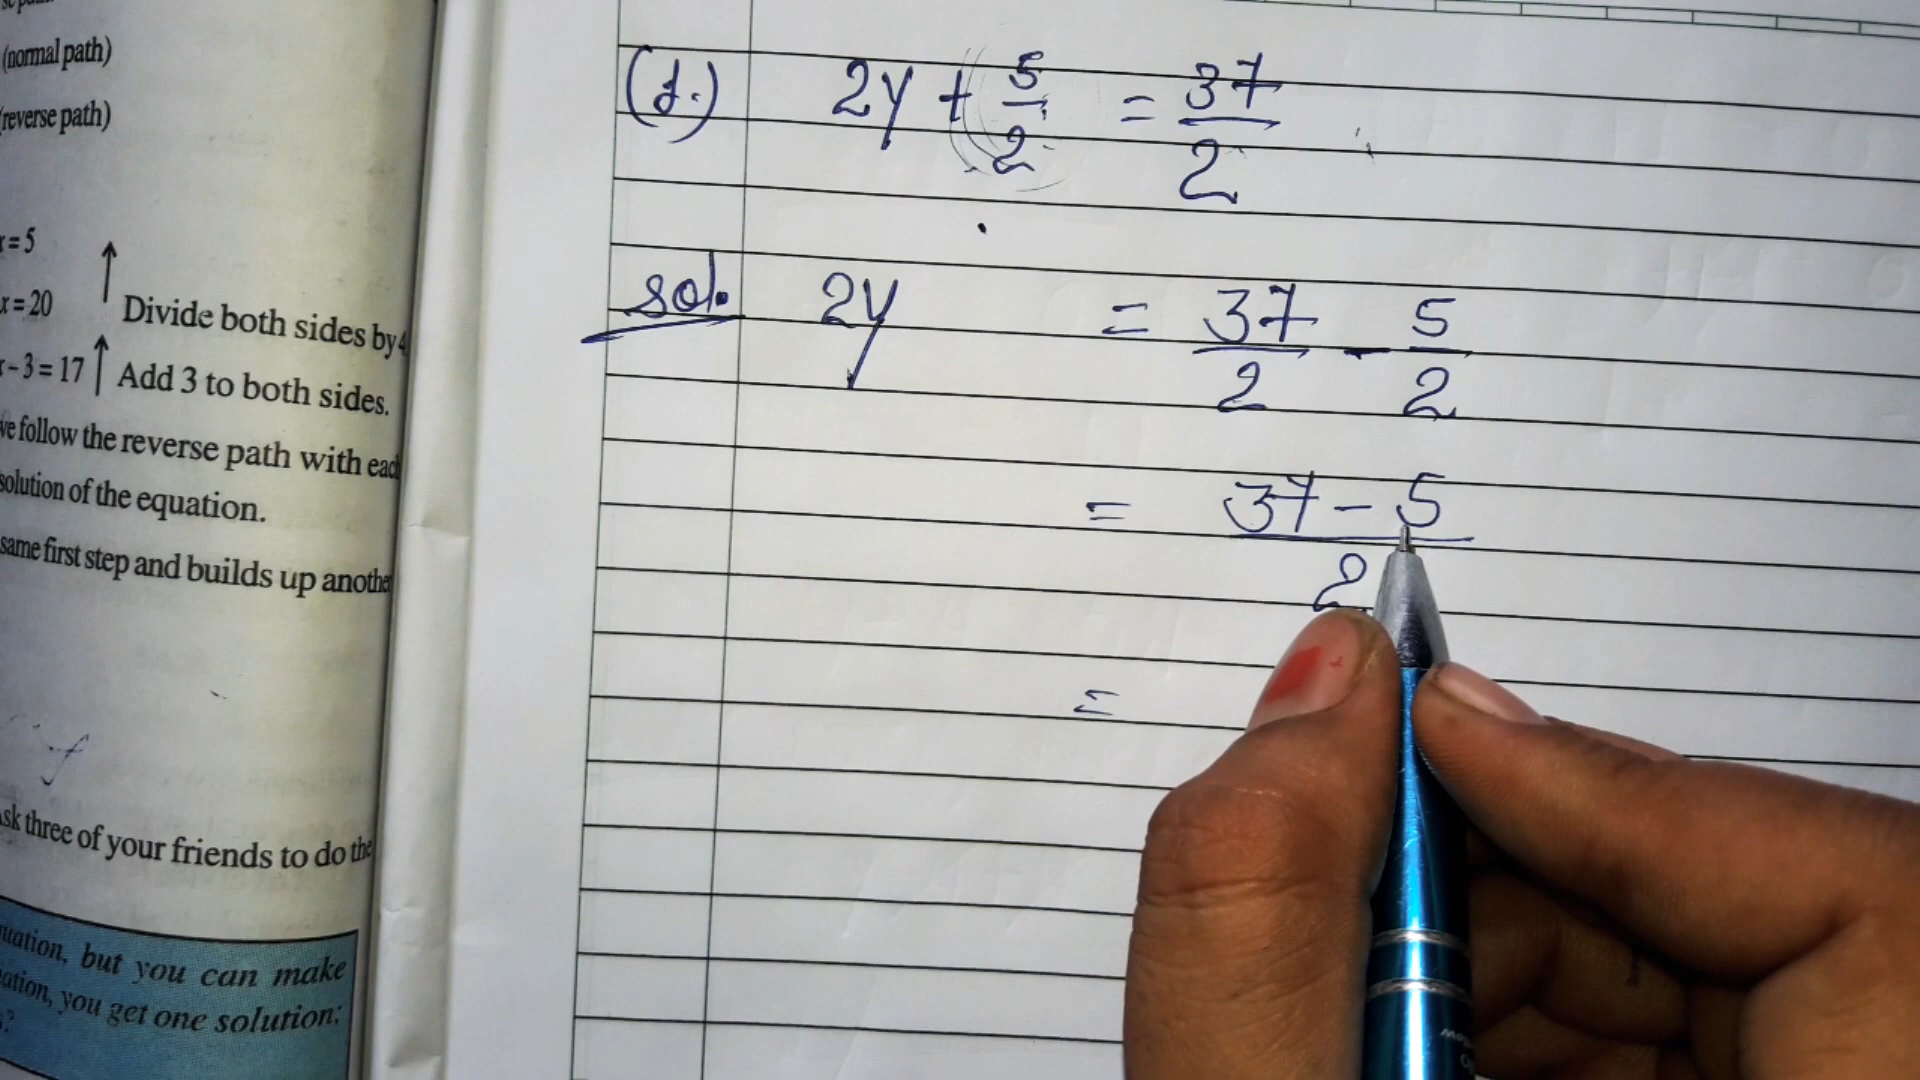 (normal path)
(reverse path)
= 5
x = 20
Divide both sides by 4
- 3 = 17 Add 3 to both sides.
we follow the reverse path with each
solution of the equation.
same first step and builds up another
Ask three of your friends to do the
uation, but you can make
ation, you get one solution;
s?
(d.) 2y + 5/2 = 37/2
sol. 2y = 37/2 - 5/2
= 37 - 5/2
=